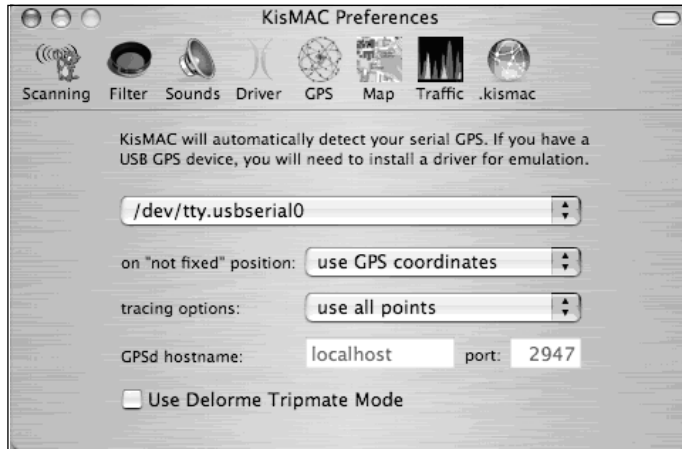 KisMAC Preferences
Scanning Filter Sounds Driver GPS Map Traffic .kismac
KisMAC will automatically detect your serial GPS. If you have a
USB GPS device, you will need to install a driver for emulation.
/dev/tty.usbserial0
on "not fixed" position: use GPS coordinates
tracing options: use all points
GPSd hostname: localhost port: 2947
Use Delorme Tripmate Mode